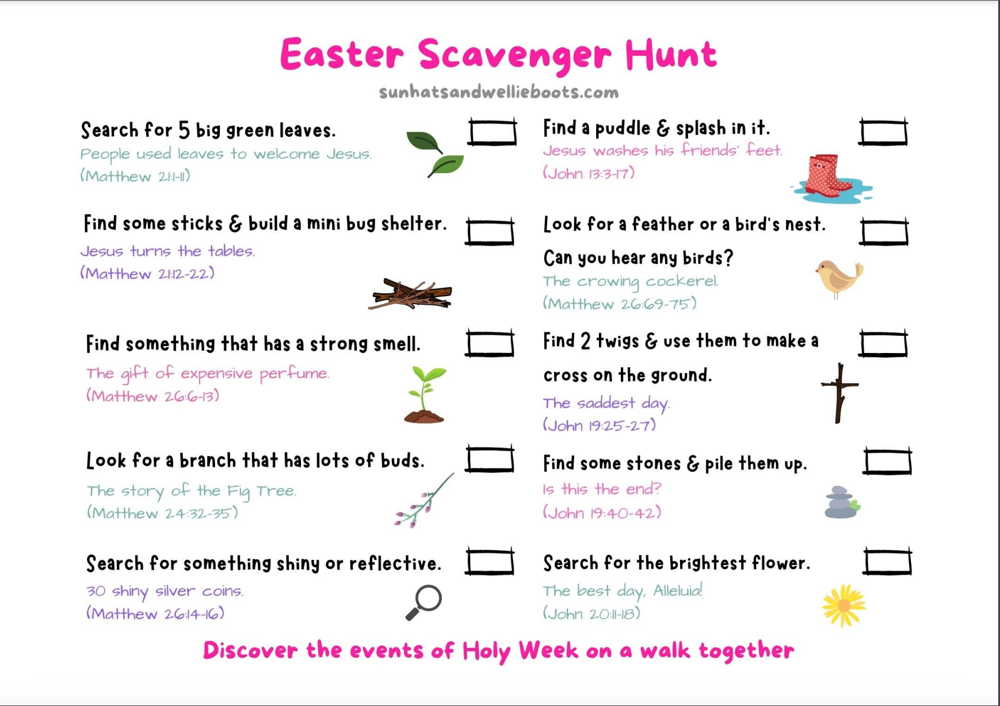 Easter Scavenger Hunt
sunhatsandwellieboots.com
Search for 5 big green leaves.
People used leaves to welcome Jesus.
(Matthew 21:1-11)
Find some sticks & build a mini bug shelter.
Jesus turns the tables.
(Matthew 21:12-22)
Find something that has a strong smell.
The gift of expensive perfume.
(Matthew 26:6-13)
Look for a branch that has lots of buds.
The story of the Fig Tree.
(Matthew 24:32-35)
Search for something shiny or reflective.
30 shiny silver coins.
(Matthew 26:14-16)
Find a puddle & splash in it.
Jesus washes his friends' feet.
(John 13:3-17)
Look for a feather or a bird's nest.
Can you hear any birds?
The crowing cockerel.
(Matthew 26:69-75)
Find 2 twigs & use them to make a
cross on the ground.
The saddest day.
(John 19:25-27)
Find some stones & pile them up.
Is this the end?
(John 19:40-42)
Search for the brightest flower.
The best day, Alleluia!
(John 20:11-18)
Discover the events of Holy Week on a walk together